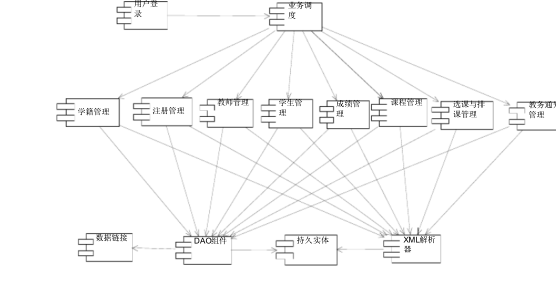 用户登
录
业务调
度
学籍管理
注册管理
教师管理
学生管
理
成绩管
理
课程管理
选课与排
课管理
教务通知
管理
数据链接
DAO组件
持久实体
XML解析
器